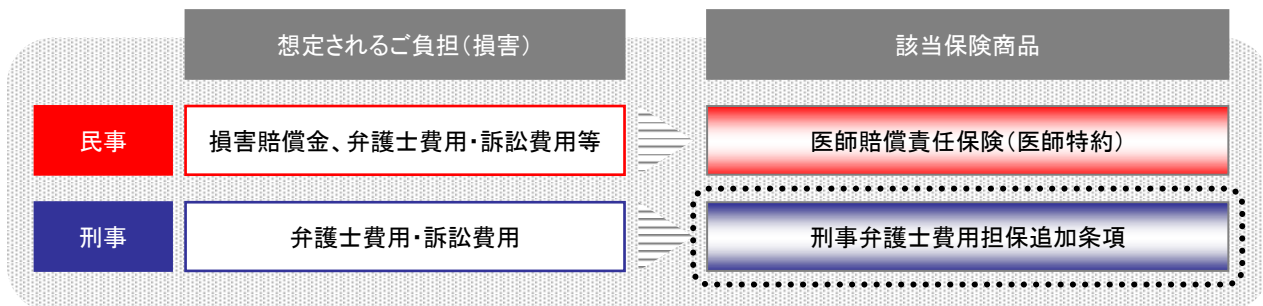 想定されるご負担(損害)
該当保険商品
民事
損害賠償金、弁護士費用・訴訟費用等
医師賠償責任保険(医師特約)
刑事
弁護士費用・訴訟費用
刑事弁護士費用担保追加条項